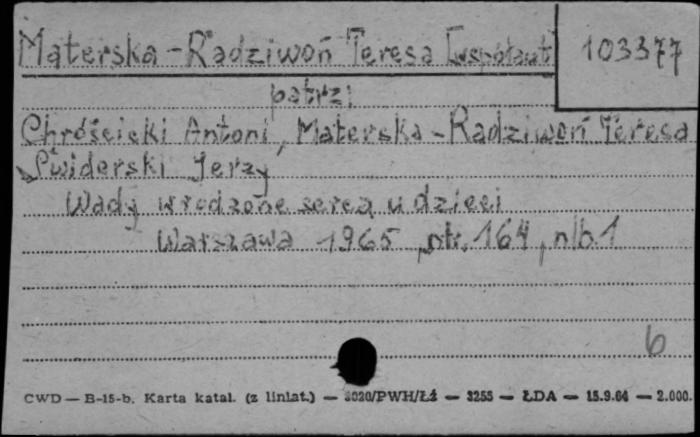 Materska-Radziwoń Teresa [współaut
103377
patrz:
Chróścicki Antoni, Materska-Radziwoń Teresa
Świderski Jerzy
Wady wrodzone serca u dzieci
Warszawa 1965, str. 164, nlb 1
6
CWD — B-15-b. Karta katal. (z liniat.) — 3020/PWH/Łź — 3255 — ŁDA — 15.9.64 — 2.000.